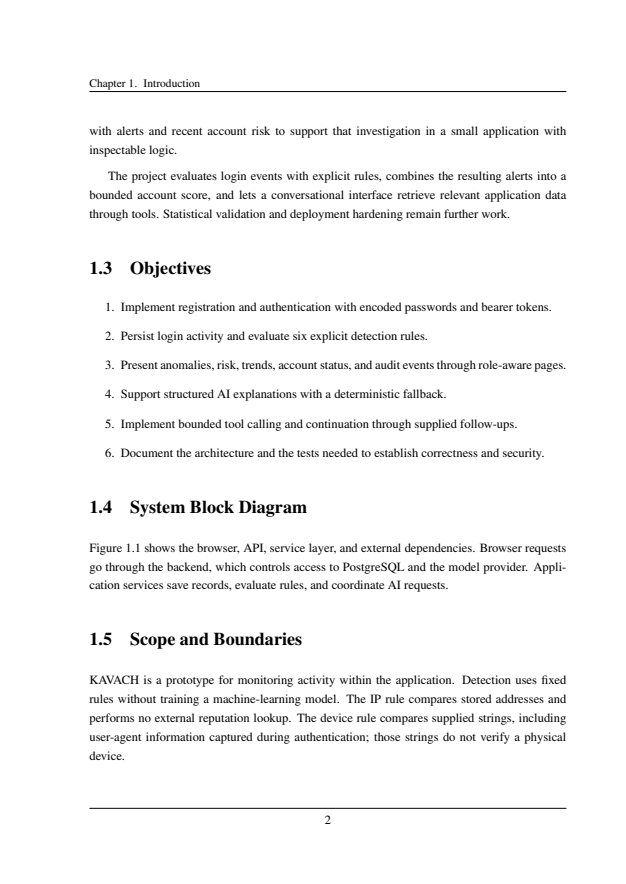 Chapter 1. Introduction
with alerts and recent account risk to support that investigation in a small application with
inspectable logic.
The project evaluates login events with explicit rules, combines the resulting alerts into a
bounded account score, and lets a conversational interface retrieve relevant application data
through tools. Statistical validation and deployment hardening remain further work.
1.3 Objectives
1. Implement registration and authentication with encoded passwords and bearer tokens.
2. Persist login activity and evaluate six explicit detection rules.
3. Present anomalies, risk, trends, account status, and audit events through role-aware pages.
4. Support structured AI explanations with a deterministic fallback.
5. Implement bounded tool calling and continuation through supplied follow-ups.
6. Document the architecture and the tests needed to establish correctness and security.
1.4 System Block Diagram
Figure 1.1 shows the browser, API, service layer, and external dependencies. Browser requests
go through the backend, which controls access to PostgreSQL and the model provider. Appli-
cation services save records, evaluate rules, and coordinate AI requests.
1.5 Scope and Boundaries
KAVACH is a prototype for monitoring activity within the application. Detection uses fixed
rules without training a machine-learning model. The IP rule compares stored addresses and
performs no external reputation lookup. The device rule compares supplied strings, including
user-agent information captured during authentication; those strings do not verify a physical
device.
2